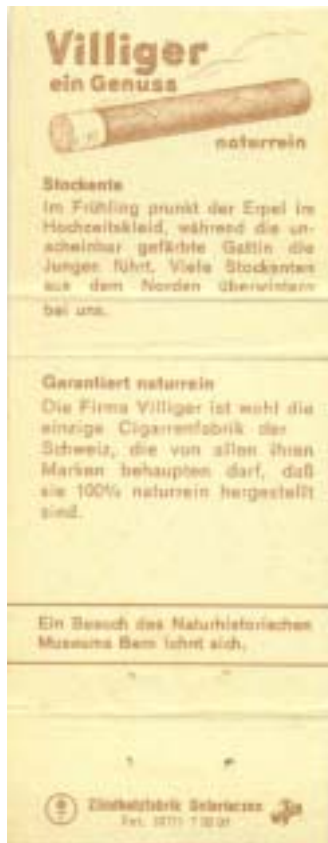 Villiger
ein Genuss
naturrein
Stockente
Im Frühling prunkt der Erpel im
Hochzeitskleid, während die un-
scheinbar gefärbte Gattin die
Jungen führt. Viele Stockenten
aus dem Norden überwintern
bei uns.
Garantiert naturrein
Die Firma Villiger ist wohl die
einzige Cigarrenfabrik der
Schweiz, die von allen ihren
Marken behaupten darf, daß
sie 100% naturrein hergestellt
sind.
Ein Besuch des Naturhistorischen
Museums Bern lohnt sich.
Zündholzfabrik
Tel.